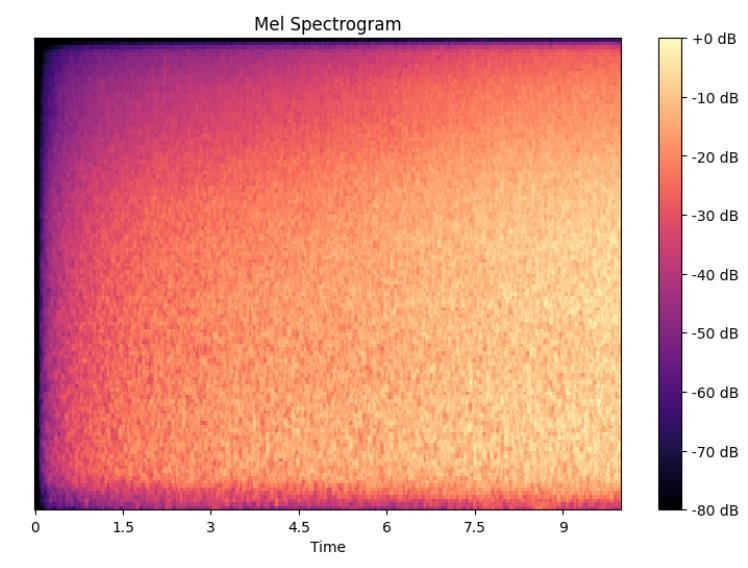 Mel Spectrogram
+0 dB
-10 dB
-20 dB
-30 dB
-40 dB
-50 dB
-60 dB
-70 dB
-80 dB
0 1.5 3 4.5 6 7.5 9
Time